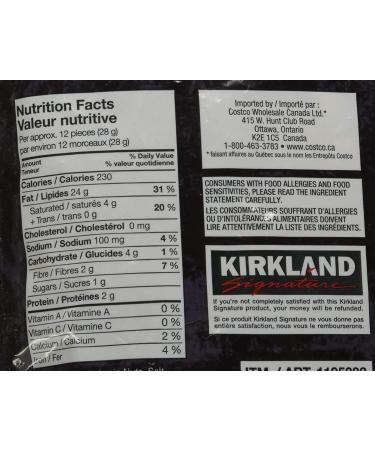 Nutrition Facts
Valeur nutritive
Per approx. 12 pieces (28 g)
par environ 12 morceaux (28 g)
Amount % Daily Value
Teneur % valeur quotidienne
Calories / Calories 230
Fat / Lipides 24 g 31 %
Saturated / saturés 4 g
+ Trans / trans 0 g 20 %
Cholesterol / Cholestérol 0 mg
Sodium / Sodium 100 mg 4 %
Carbohydrate / Glucides 4 g 1 %
Fibre / Fibres 2 g 7 %
Sugars / Sucres 1 g
Protein / Protéines 2 g
Vitamin A / Vitamine A 0 %
Vitamin C / Vitamine C 0 %
Calcium / Calcium 2 %
Iron / Fer 4 %
Nuts, Salt
Imported by / Importé par :
Costco Wholesale Canada Ltd.*
415 W. Hunt Club Road
Ottawa, Ontario
K2E 1C5 Canada
1-800-463-3783 • www.costco.ca
* faisant affaires au Québec sous le nom les Entrepôts Costco
CONSUMERS WITH FOOD ALLERGIES AND FOOD
SENSITIVITIES, PLEASE READ THE INGREDIENT
STATEMENT CAREFULLY.
LES CONSOMMATEURS SOUFFRANT D'ALLERGIES
OU D'INTOLÉRANCES ALIMENTAIRES DOIVENT
LIRE ATTENTIVEMENT LA LISTE DES INGRÉDIENTS.
KIRKLAND
Signature
If you're not completely satisfied with this Kirkland
Signature product, your money will be refunded.
Si ce produit Kirkland Signature ne vous donne pas
entière satisfaction, nous vous le rembourserons.
ITM. / ART.